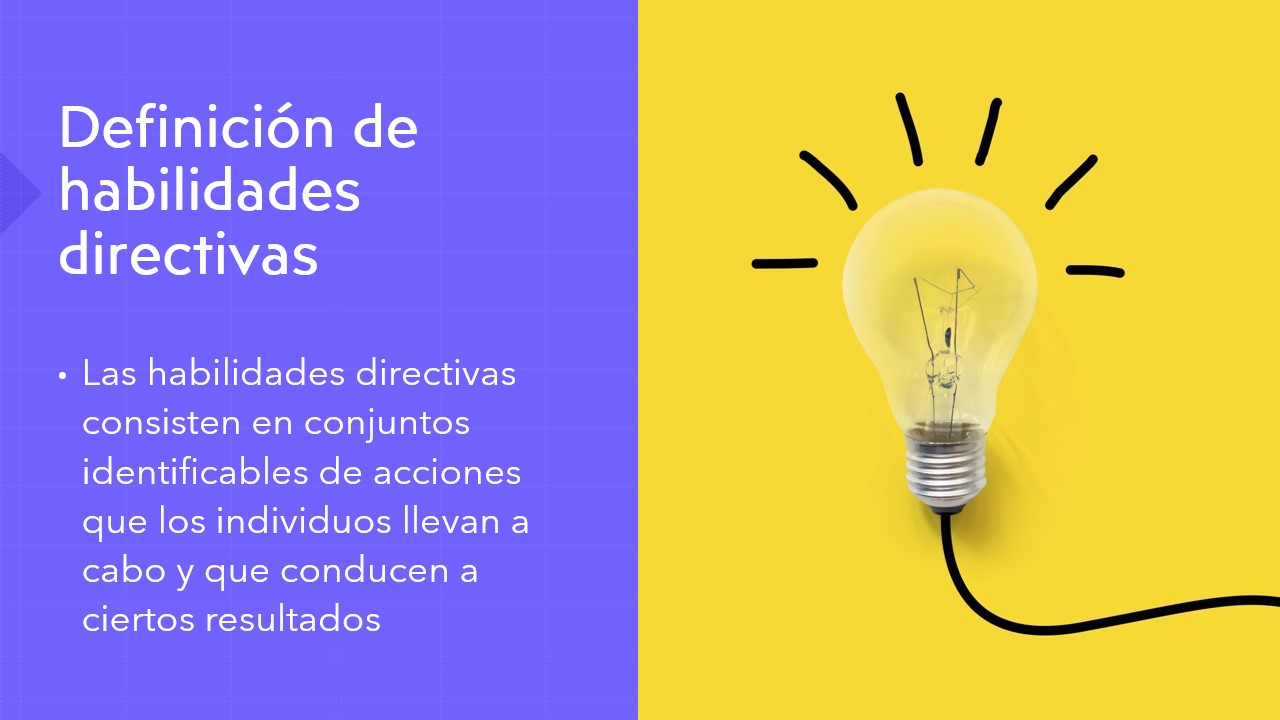 Definición de
habilidades
directivas
• Las habilidades directivas
consisten en conjuntos
identificables de acciones
que los individuos llevan a
cabo y que conducen a
ciertos resultados